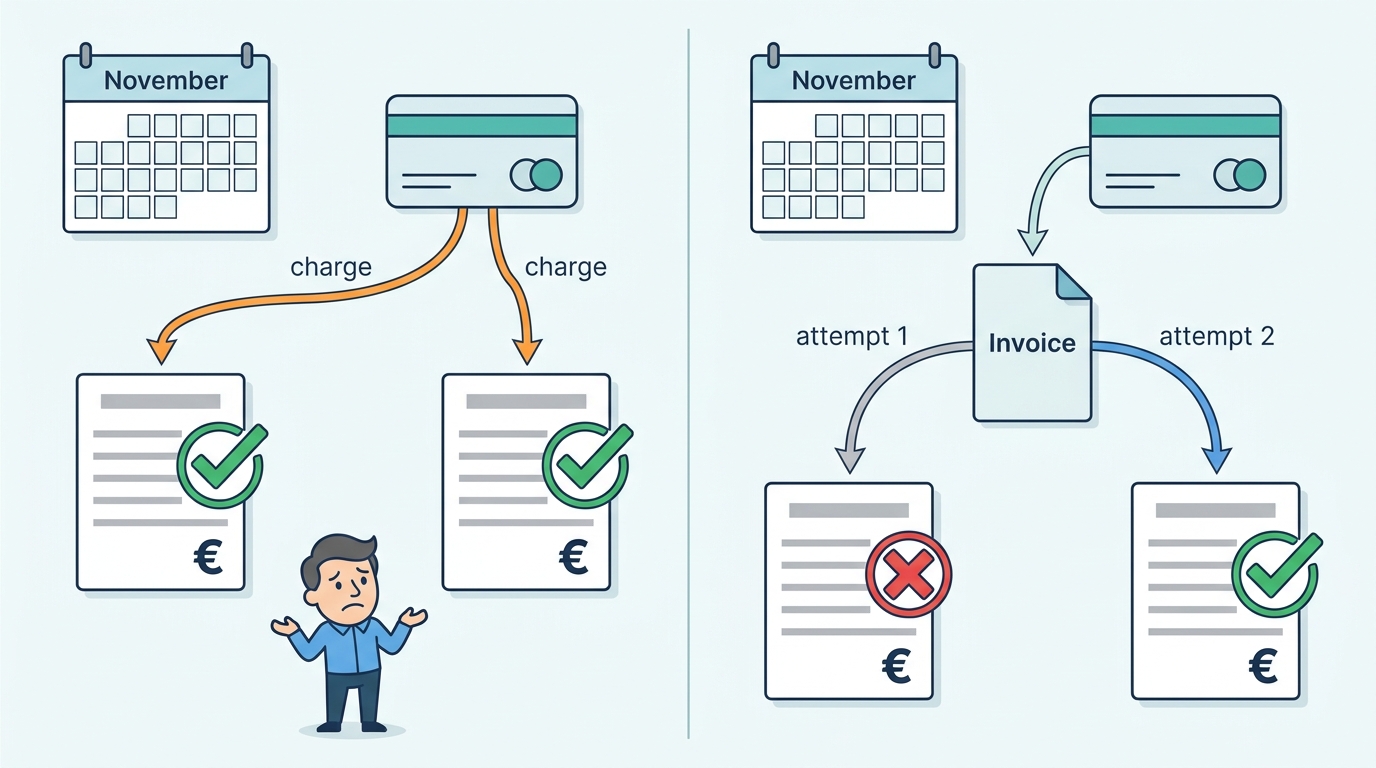 November
charge
charge
€
€
November
Invoice
attempt 1
attempt 2
€
€